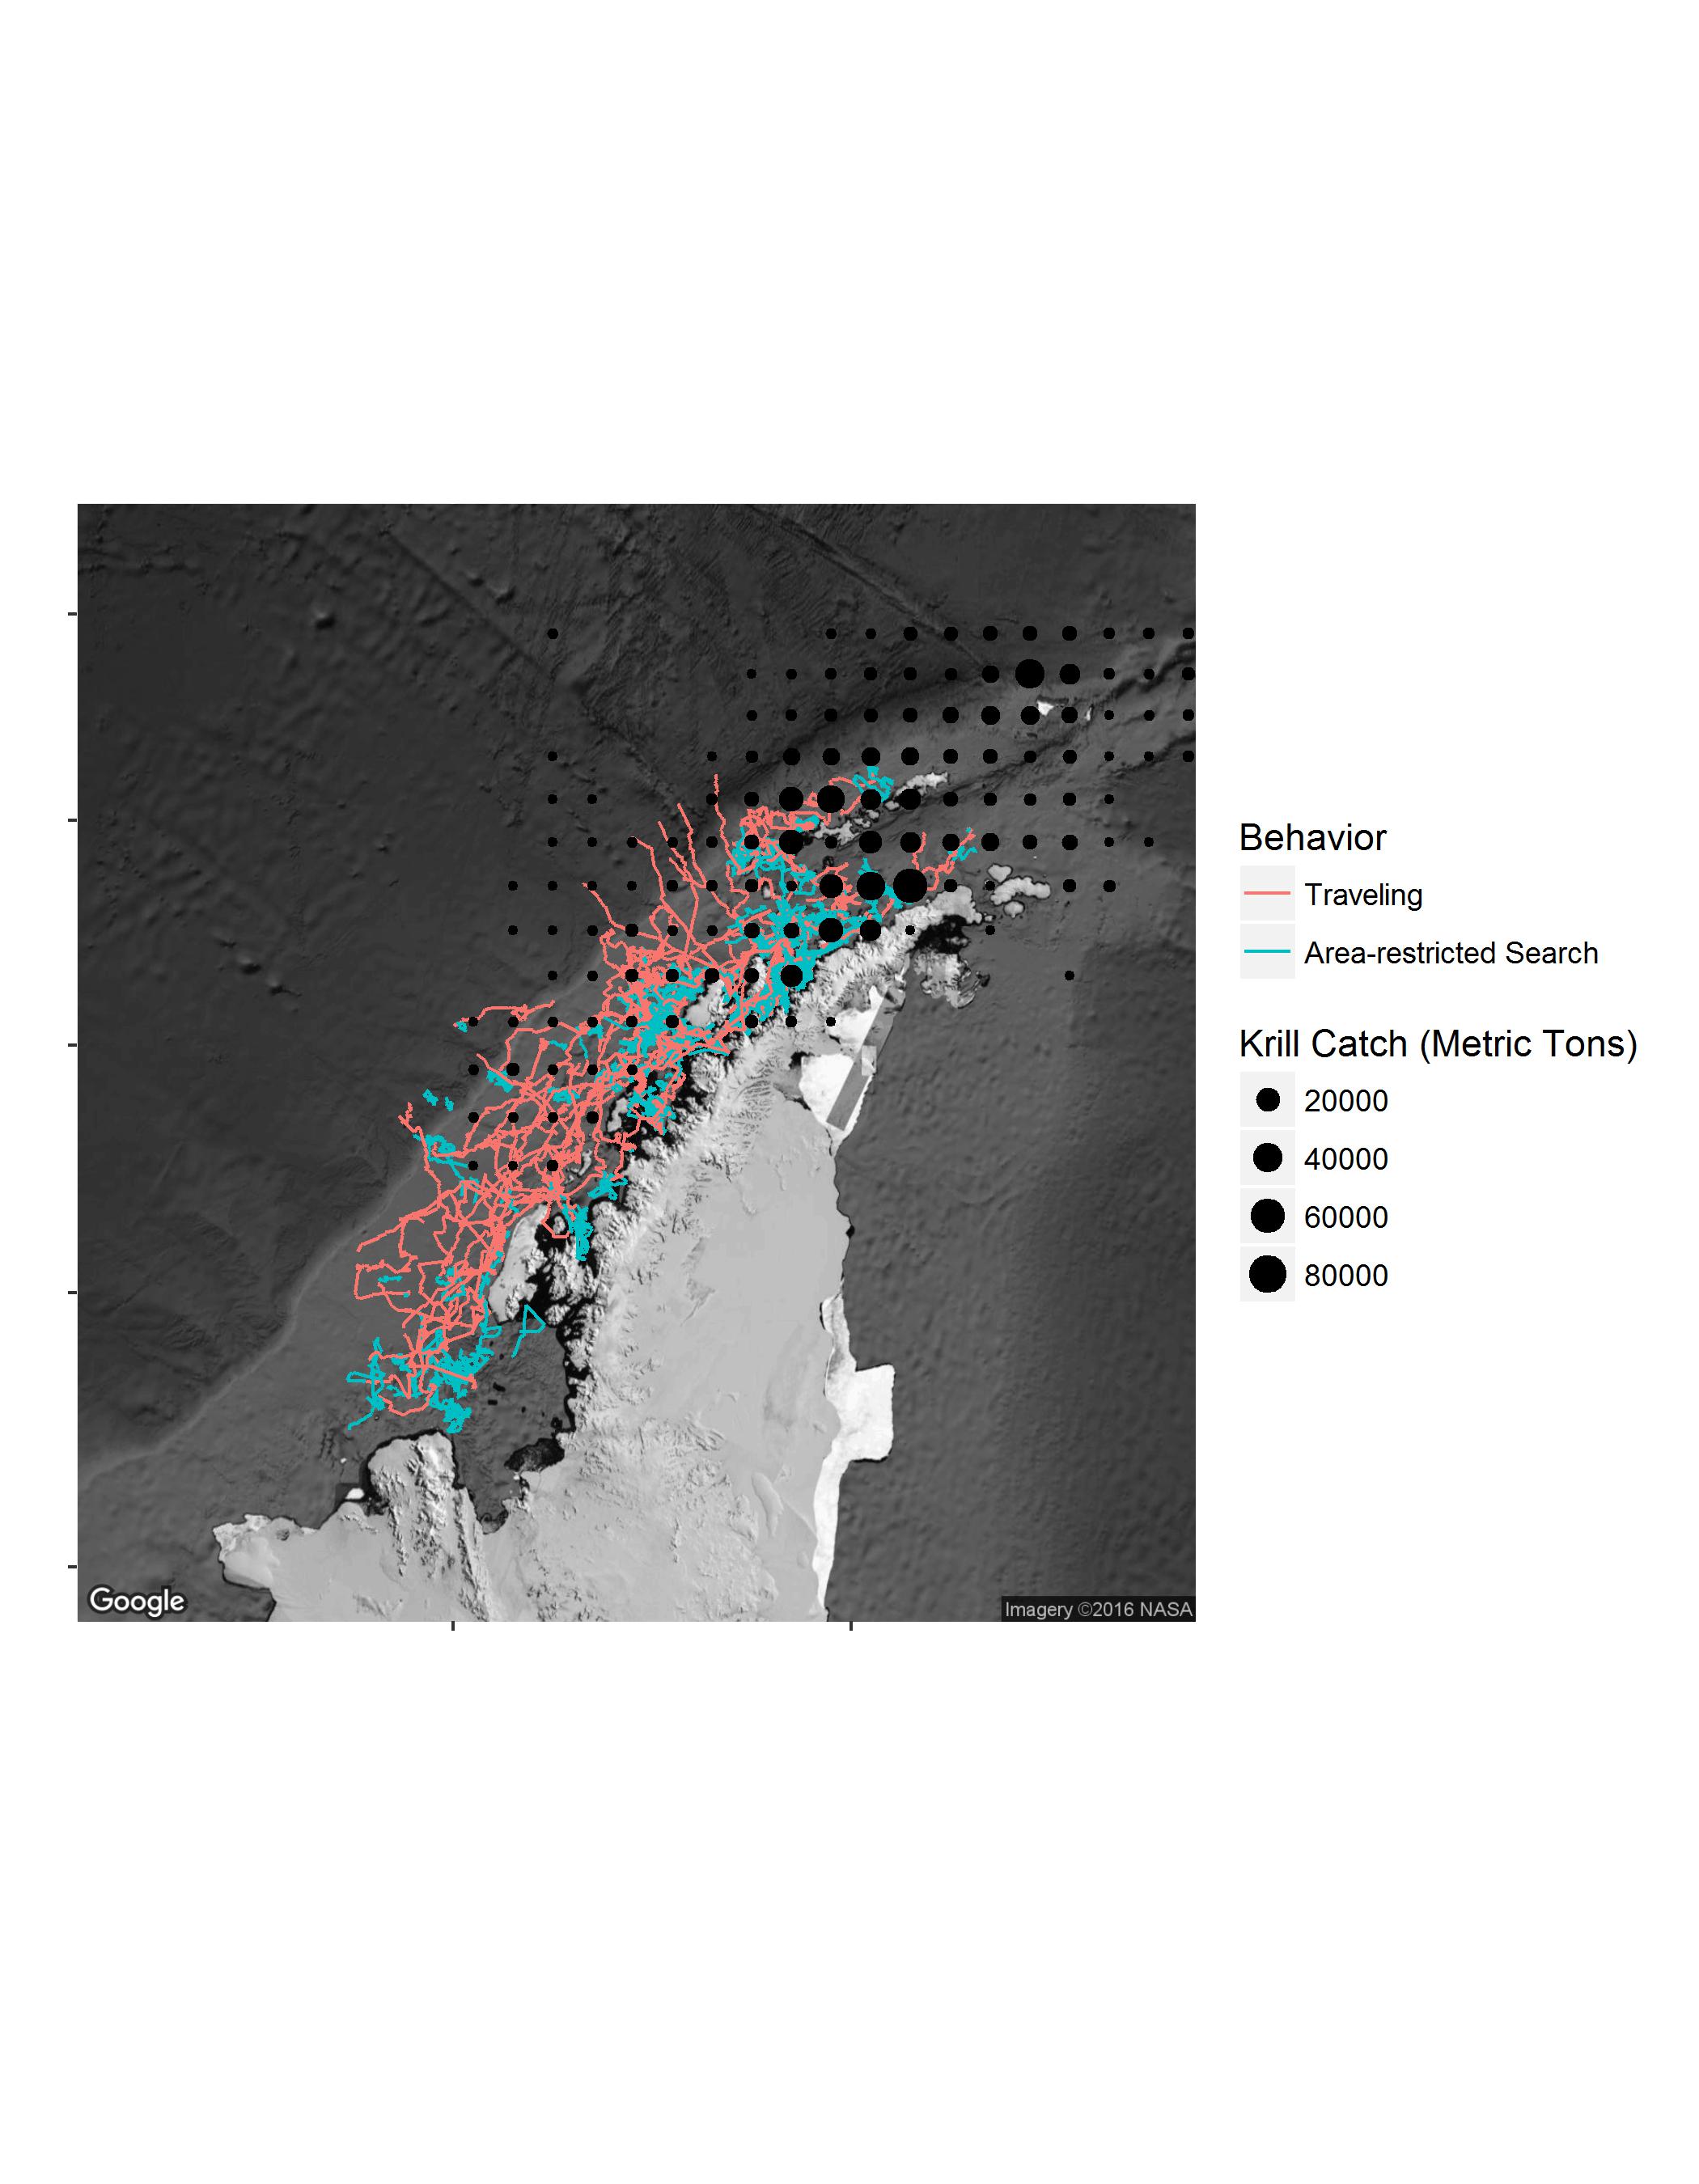 Behavior
Traveling
Area-restricted Search
Krill Catch (Metric Tons)
20000
40000
60000
80000
Google
Imagery ©2016 NASA